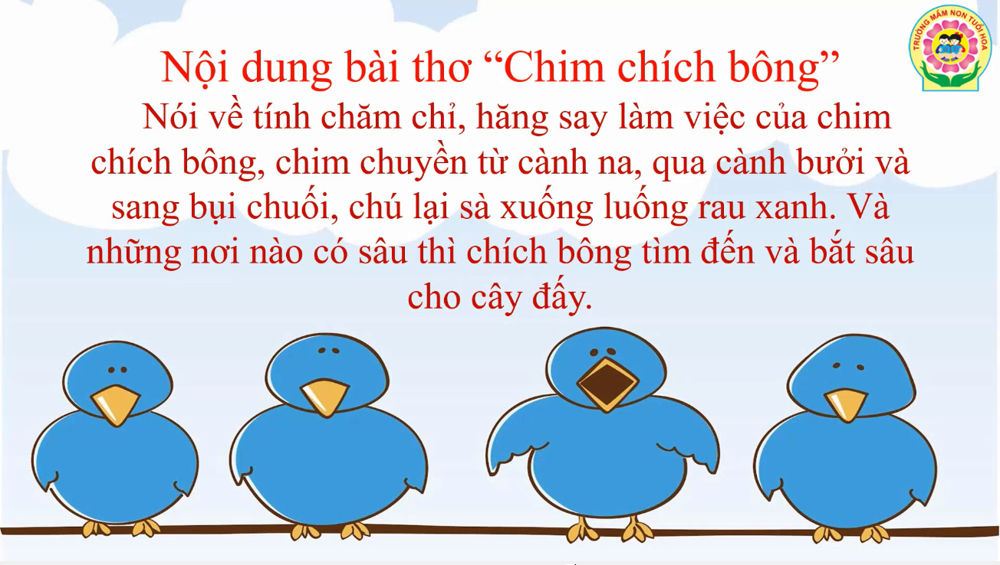 TRƯỜNG MẦM NON TUỔI HOA
Nội dung bài thơ “Chim chích bông”
Nói về tính chăm chỉ, hăng say làm việc của chim
chích bông, chim chuyền từ cành na, qua cành bưởi và
sang bụi chuối, chú lại sà xuống luống rau xanh. Và
những nơi nào có sâu thì chích bông tìm đến và bắt sâu
cho cây đấy.